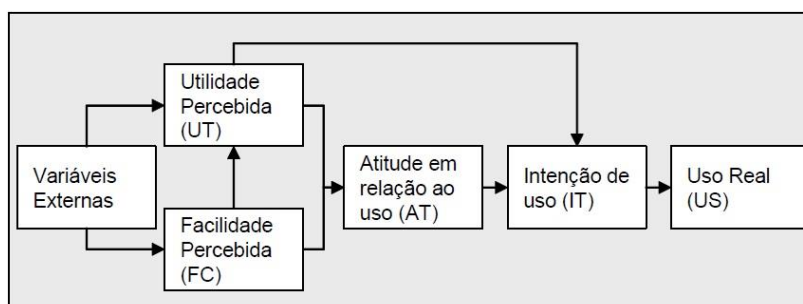 Utilidade
Percebida
(UT)
Variáveis
Externas
Facilidade
Percebida
(FC)
Atitude em
relação ao
uso (AT)
Intenção de
uso (IT)
Uso Real
(US)